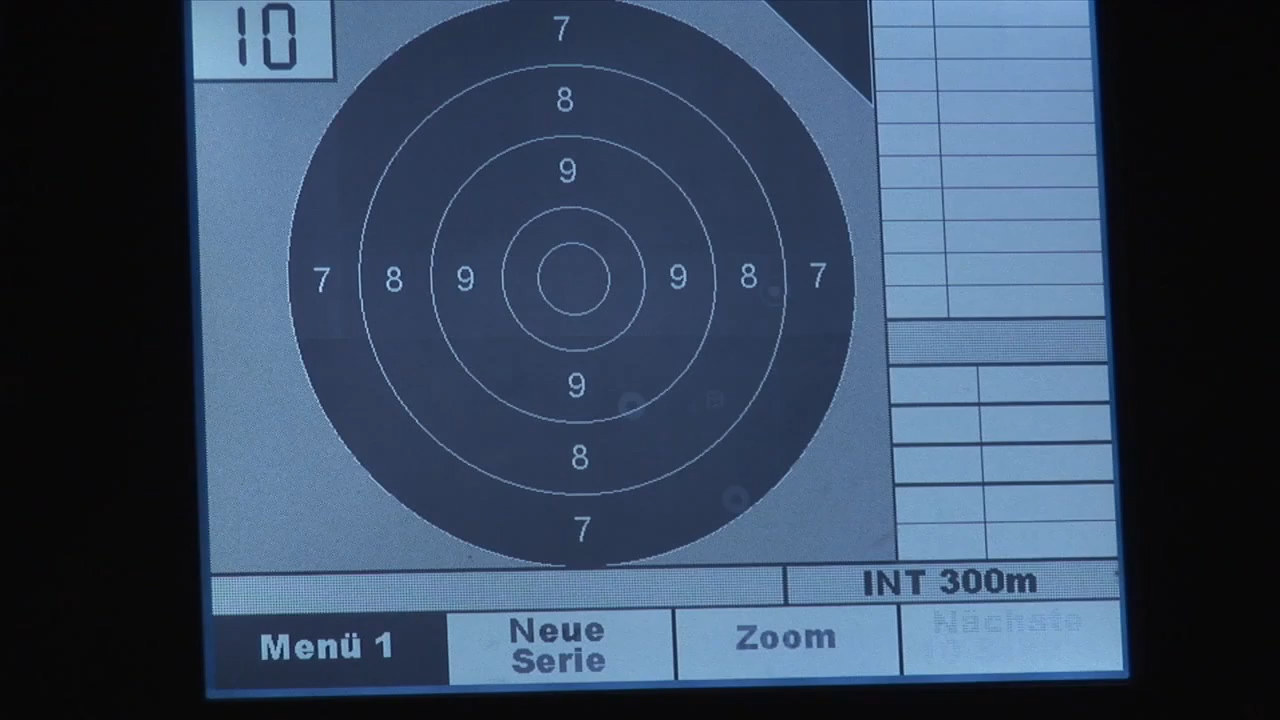 10
7
8
9
7 8 9 9 8 7
9
8
7
INT 300m
Menü 1
Neue
Serie
Zoom
Nächste